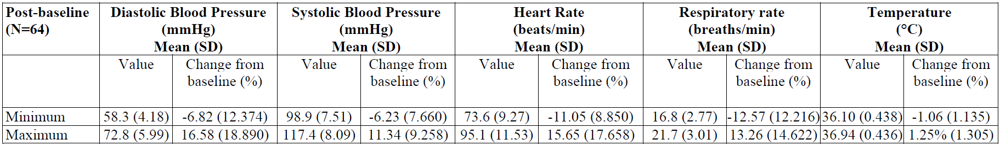 Post-baseline (N=64) Diastolic Blood Pressure (mmHg) Mean (SD) Systolic Blood Pressure (mmHg) Mean (SD) Heart Rate (beats/min) Mean (SD) Respiratory rate (breaths/min) Mean (SD) Temperature (°C) Mean (SD)
Value Change from baseline (%) Value Change from baseline (%) Value Change from baseline (%) Value Change from baseline (%) Value Change from baseline (%)
Minimum 58.3 (4.18) -6.82 (12.374) 98.9 (7.51) -6.23 (7.660) 73.6 (9.27) -11.05 (8.850) 16.8 (2.77) -12.57 (12.216) 36.10 (0.438) -1.06 (1.135)
Maximum 72.8 (5.99) 16.58 (18.890) 117.4 (8.09) 11.34 (9.258) 95.1 (11.53) 15.65 (17.658) 21.7 (3.01) 13.26 (14.622) 36.94 (0.436) 1.25% (1.305)